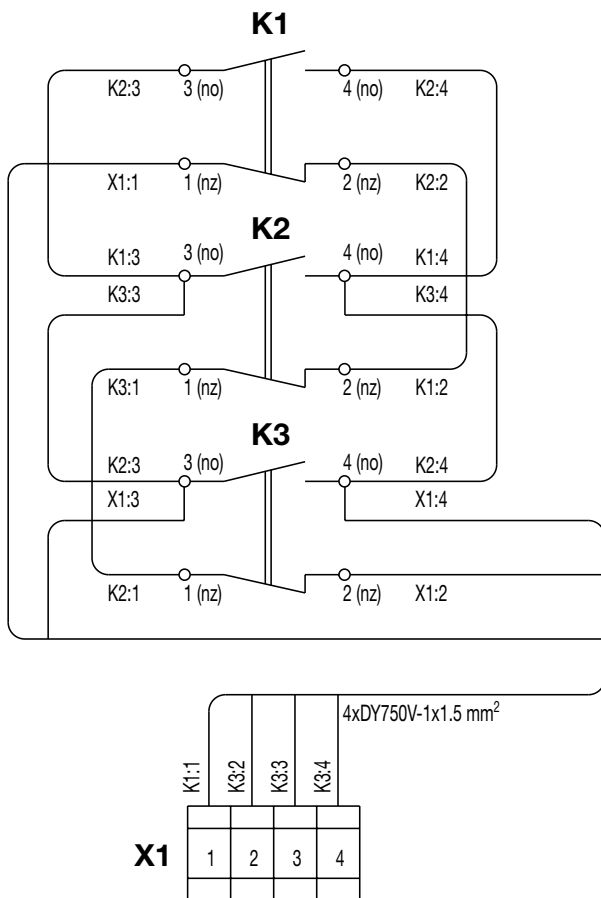 K1
K2:3 3 (no) 4 (no) K2:4
X1:1 1 (nz) 2 (nz) K2:2
K2
K1:3 3 (no) 4 (no) K1:4
K3:3 K3:4
K3:1 1 (nz) 2 (nz) K1:2
K3
K2:3 3 (no) 4 (no) K2:4
X1:3 X1:4
K2:1 1 (nz) 2 (nz) X1:2
4xDY750V-1x1.5 mm²
K1:1 K3:2 K3:3 K3:4
X1 1 2 3 4